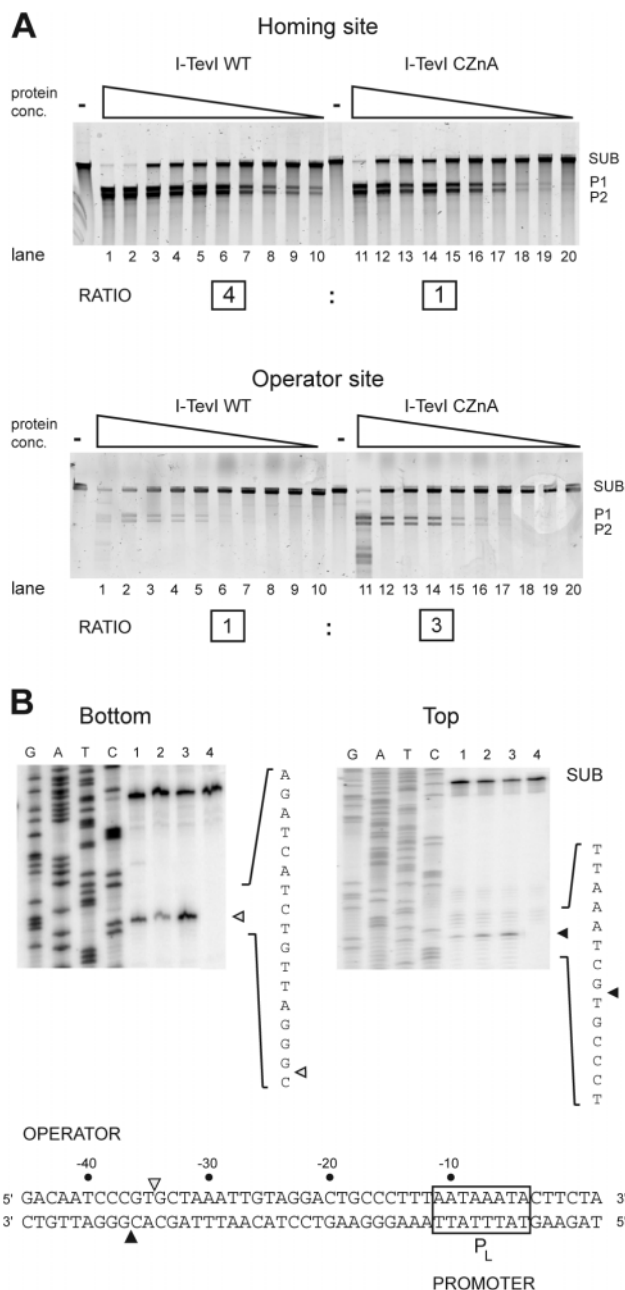 A
Homing site
I-TevI WT
I-TevI CZnA
protein conc.
-
-
SUB
P1
P2
lane
1 2 3 4 5 6 7 8 9 10 11 12 13 14 15 16 17 18 19 20
RATIO 4 : 1
Operator site
I-TevI WT
I-TevI CZnA
protein conc.
-
-
SUB
P1
P2
lane
1 2 3 4 5 6 7 8 9 10 11 12 13 14 15 16 17 18 19 20
RATIO 1 : 3
B
Bottom
G A T C 1 2 3 4
A
G
A
T
C
A
T
C
T
G
T
T
A
G
G
G
C
Top
G A T C 1 2 3 4
SUB
T
T
A
A
A
T
C
G
T
G
C
C
C
T
OPERATOR
-40 -30 -20 -10
5' GACAATCCCGTGCTAAATTGTAGGACTGCCCTTTAATAAATACTTCTA 3'
3' CTGTTAGGGCACGATTTAACATCCTGAAGGGAAATTATTTATGAAGAT 5'
PL
PROMOTER